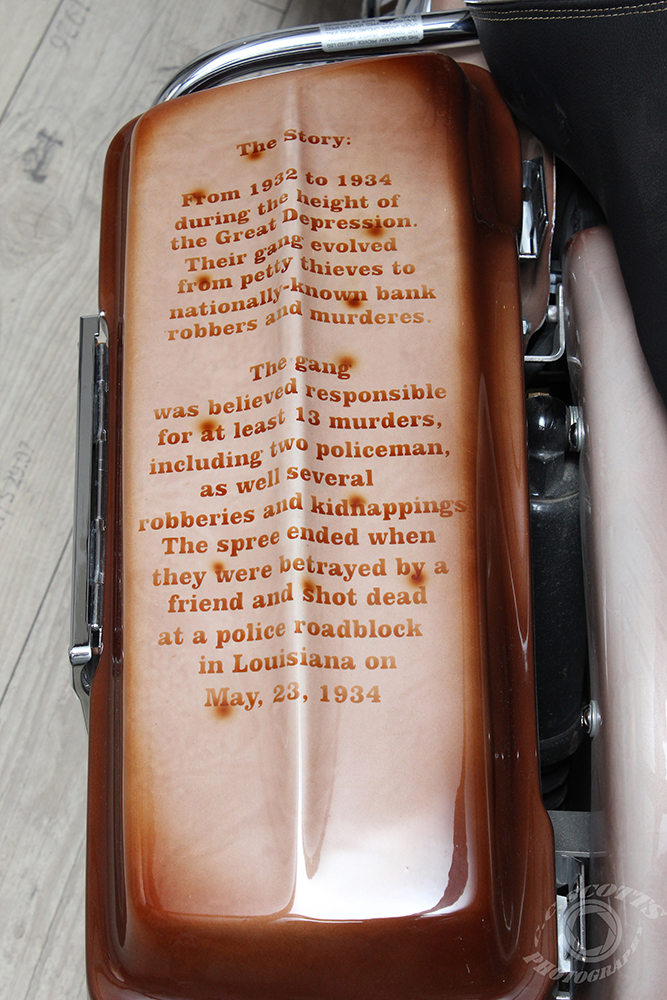 The Story:
From 1932 to 1934
during the height of
the Great Depression.
Their gang evolved
from petty thieves to
nationally-known bank
robbers and murderes.
The gang
was believed responsible
for at least 13 murders,
including two policeman,
as well several
robberies and kidnappings
The spree ended when
they were betrayed by a
friend and shot dead
at a police roadblock
in Louisiana on
May, 23, 1934
SCOTTS
PHOTOGRAPHY